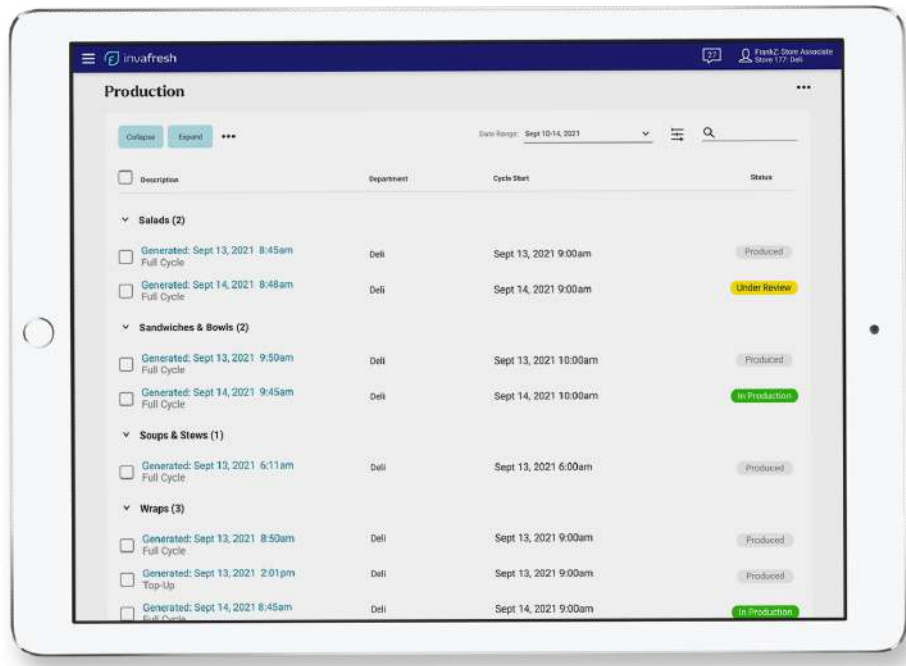 invafresh
27
FrankZ: Store Associate
Store 177: Deli
Production
Collapse Expand
Date Range: Sept 10-14, 2021
Description Department Cycle Start Status
Salads (2)
Generated: Sept 13, 2021 8:45am Deli Sept 13, 2021 9:00am Produced
Full Cycle
Generated: Sept 14, 2021 8:48am Deli Sept 14, 2021 9:00am Under Review
Full Cycle
Sandwiches & Bowls (2)
Generated: Sept 13, 2021 9:50am Deli Sept 13, 2021 10:00am Produced
Full Cycle
Generated: Sept 14, 2021 9:45am Deli Sept 14, 2021 10:00am In Production
Full Cycle
Soups & Stews (1)
Generated: Sept 13, 2021 6:11am Deli Sept 13, 2021 6:00am Produced
Full Cycle
Wraps (3)
Generated: Sept 13, 2021 8:50am Deli Sept 13, 2021 9:00am Produced
Full Cycle
Generated: Sept 13, 2021 2:01pm Deli Sept 13, 2021 9:00am Produced
Top-Up
Generated: Sept 14, 2021 8:45am Deli Sept 14, 2021 9:00am In Production
Full Cycle